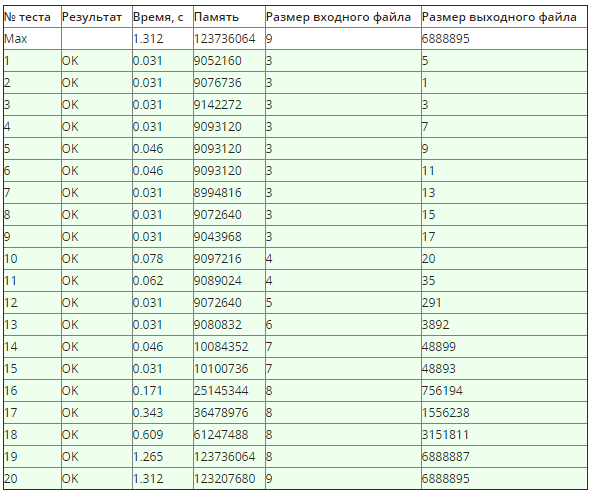 № теста Результат Время, с Память Размер входного файла Размер выходного файла
Max 1.312 123736064 9 6888895
1 OK 0.031 9052160 3 5
2 OK 0.031 9076736 3 1
3 OK 0.031 9142272 3 3
4 OK 0.031 9093120 3 7
5 OK 0.046 9093120 3 9
6 OK 0.046 9093120 3 11
7 OK 0.031 8994816 3 13
8 OK 0.031 9072640 3 15
9 OK 0.031 9043968 3 17
10 OK 0.078 9097216 4 20
11 OK 0.062 9089024 4 35
12 OK 0.031 9072640 5 291
13 OK 0.031 9080832 6 3892
14 OK 0.046 10084352 7 48899
15 OK 0.031 10100736 7 48893
16 OK 0.171 25145344 8 756194
17 OK 0.343 36478976 8 1556238
18 OK 0.609 61247488 8 3151811
19 OK 1.265 123736064 8 6888887
20 OK 1.312 123207680 9 6888895